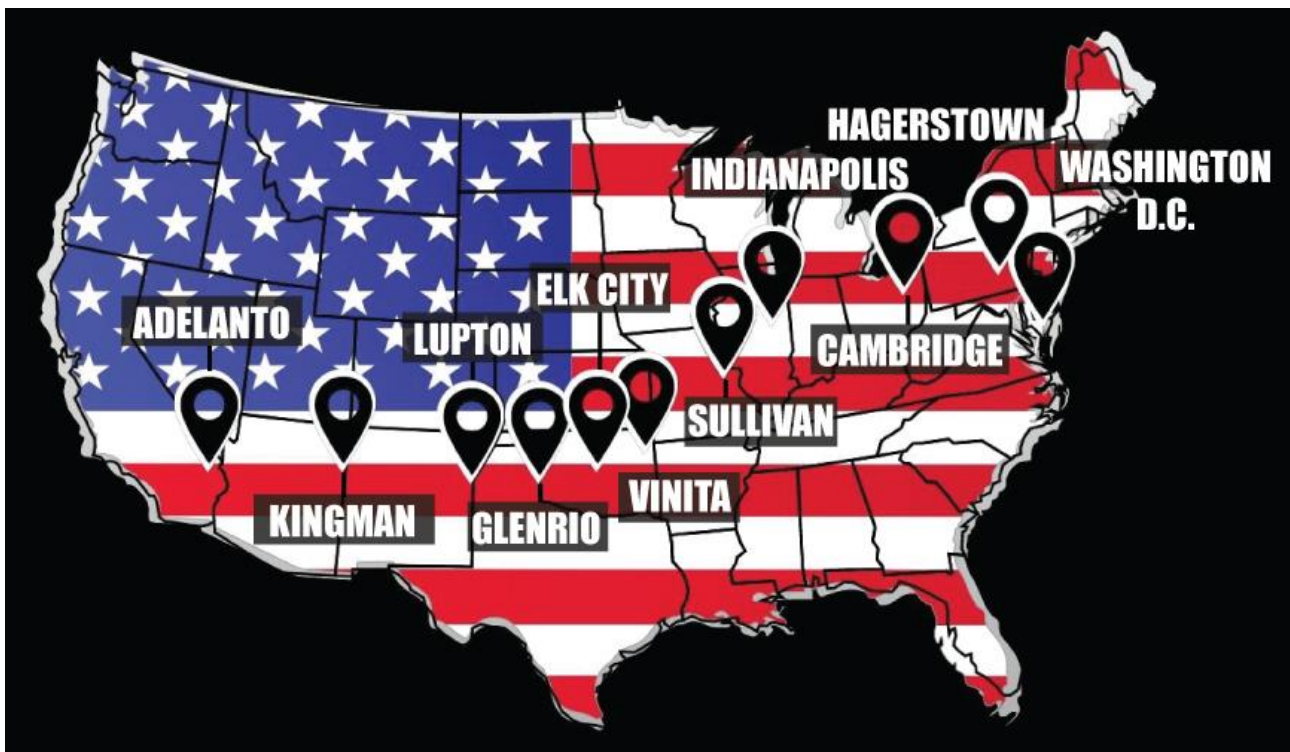 HAGERSTOWN
INDIANAPOLIS
WASHINGTON
D.C.
ELK CITY
ADELANTO
LUPTON
CAMBRIDGE
SULLIVAN
VINITA
KINGMAN
GLENRIO